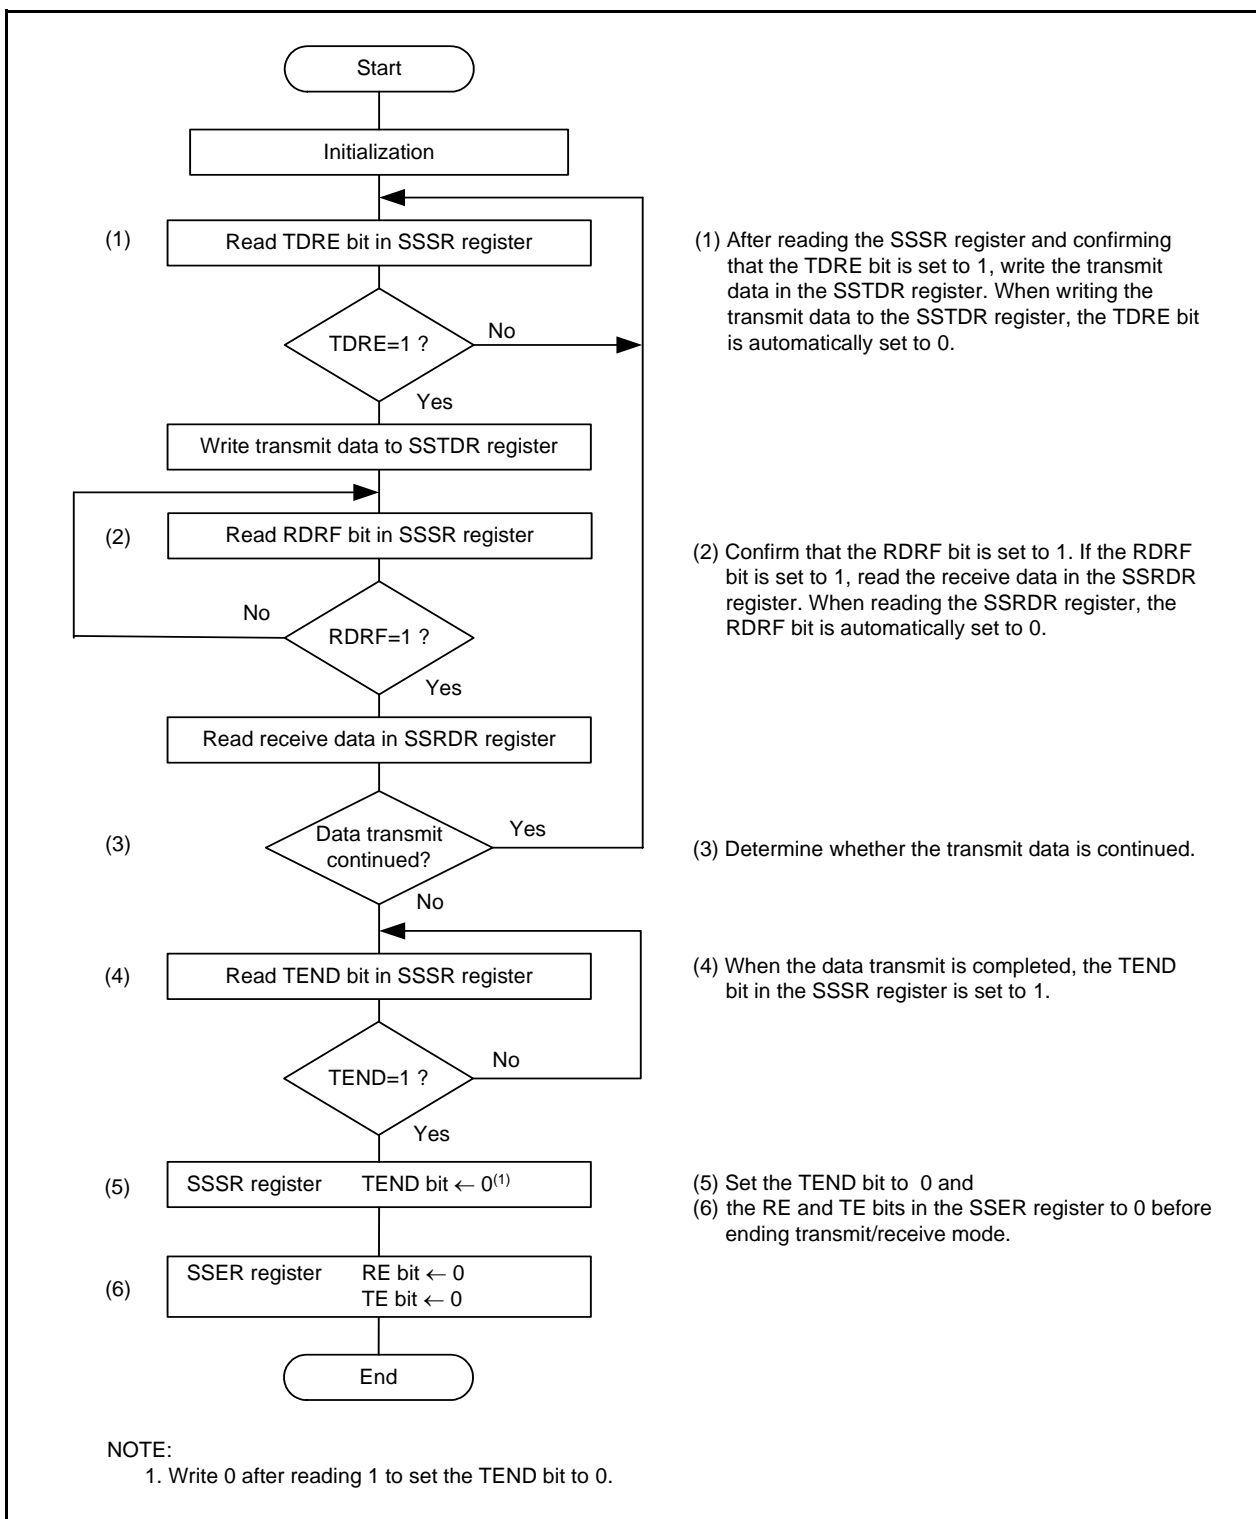 Start
Initialization
(1)
Read TDRE bit in SSSR register
TDRE=1 ?
No
Yes
Write transmit data to SSTDR register
(2)
Read RDRF bit in SSSR register
No
RDRF=1 ?
Yes
Read receive data in SSRDR register
(3)
Data transmit
continued?
Yes
No
(4)
Read TEND bit in SSSR register
TEND=1 ?
No
Yes
(5)
SSSR register TEND bit ← 0(1)
(6)
SSER register RE bit ← 0
TE bit ← 0
End
(1) After reading the SSSR register and confirming
that the TDRE bit is set to 1, write the transmit
data in the SSTDR register. When writing the
transmit data to the SSTDR register, the TDRE bit
is automatically set to 0.
(2) Confirm that the RDRF bit is set to 1. If the RDRF
bit is set to 1, read the receive data in the SSRDR
register. When reading the SSRDR register, the
RDRF bit is automatically set to 0.
(3) Determine whether the transmit data is continued.
(4) When the data transmit is completed, the TEND
bit in the SSSR register is set to 1.
(5) Set the TEND bit to 0 and
(6) the RE and TE bits in the SSER register to 0 before
ending transmit/receive mode.
NOTE:
1. Write 0 after reading 1 to set the TEND bit to 0.